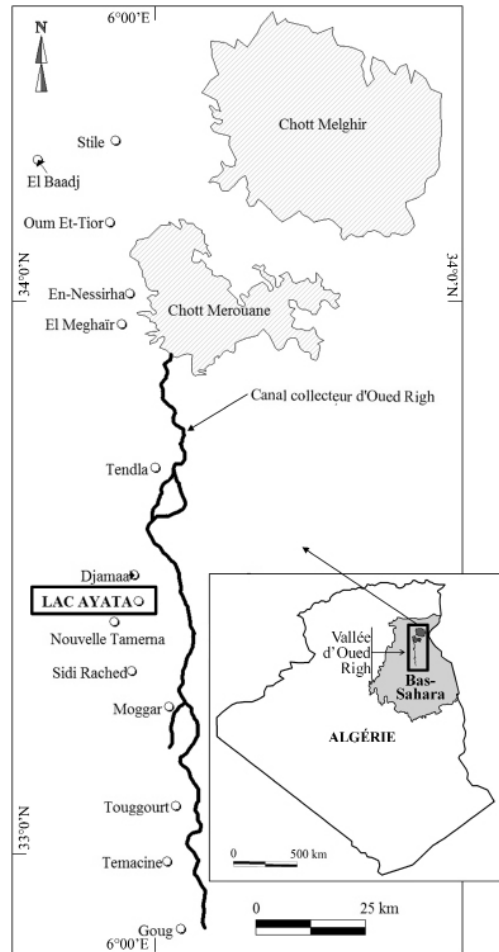 6°00'E
N
Chott Melghir
Stile
El Baadj
Oum Et-Tior
34°0'N
34°0'N
En-Nessirha
Chott Merouane
El Meghaïr
Canal collecteur d'Oued Righ
Tendla
Djamaa
LAC AYATA
Nouvelle Tamerna
Sidi Rached
Moggar
Vallée
d'Oued
Righ
Bas-
Sahara
ALGÉRIE
Touggourt
33°0'N
Temacine
0 500 km
0 25 km
Goug
6°00'E